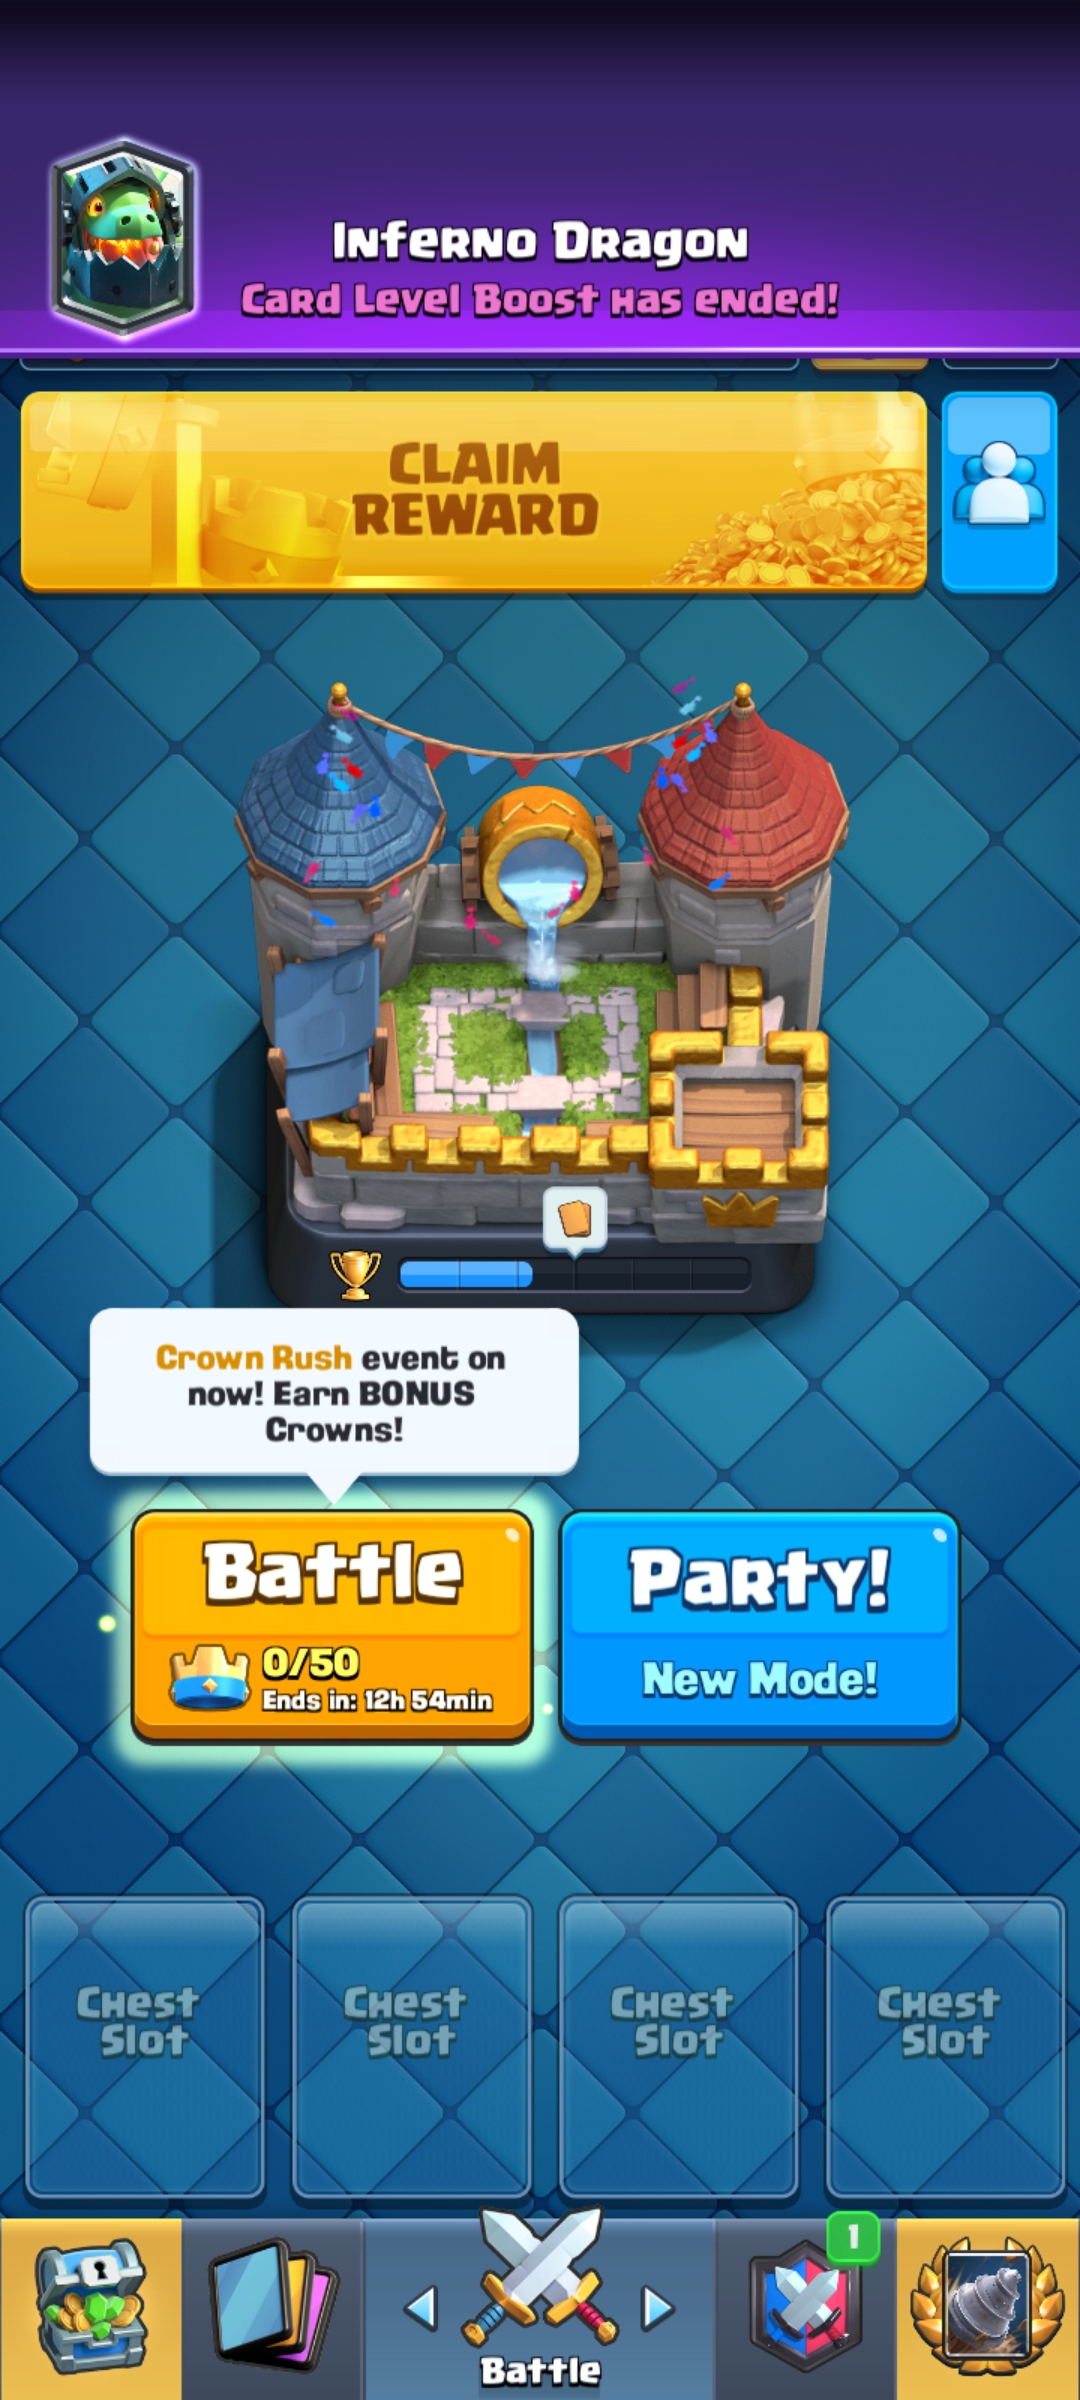 Inferno Dragon
Card Level Boost has ended!
CLAIM
REWARD
Crown Rush event on
now! Earn BONUS
Crowns!
Battle
0/50
Ends in: 12h 54min
Party!
New Mode!
Chest
Slot
Chest
Slot
Chest
Slot
Chest
Slot
1
Battle